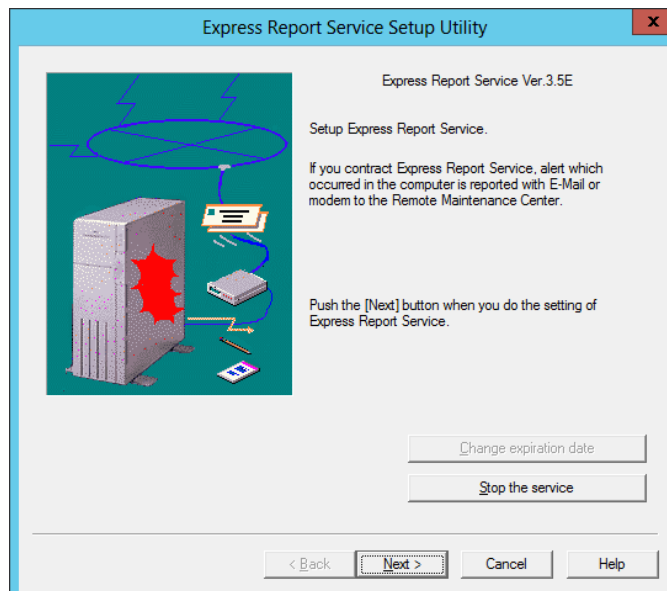 Express Report Service Setup Utility
x
Express Report Service Ver.3.5E
Setup Express Report Service.
If you contract Express Report Service, alert which
occurred in the computer is reported with E-Mail or
modem to the Remote Maintenance Center.
Push the [Next] button when you do the setting of
Express Report Service.
Change expiration date
Stop the service
< Back Next > Cancel Help